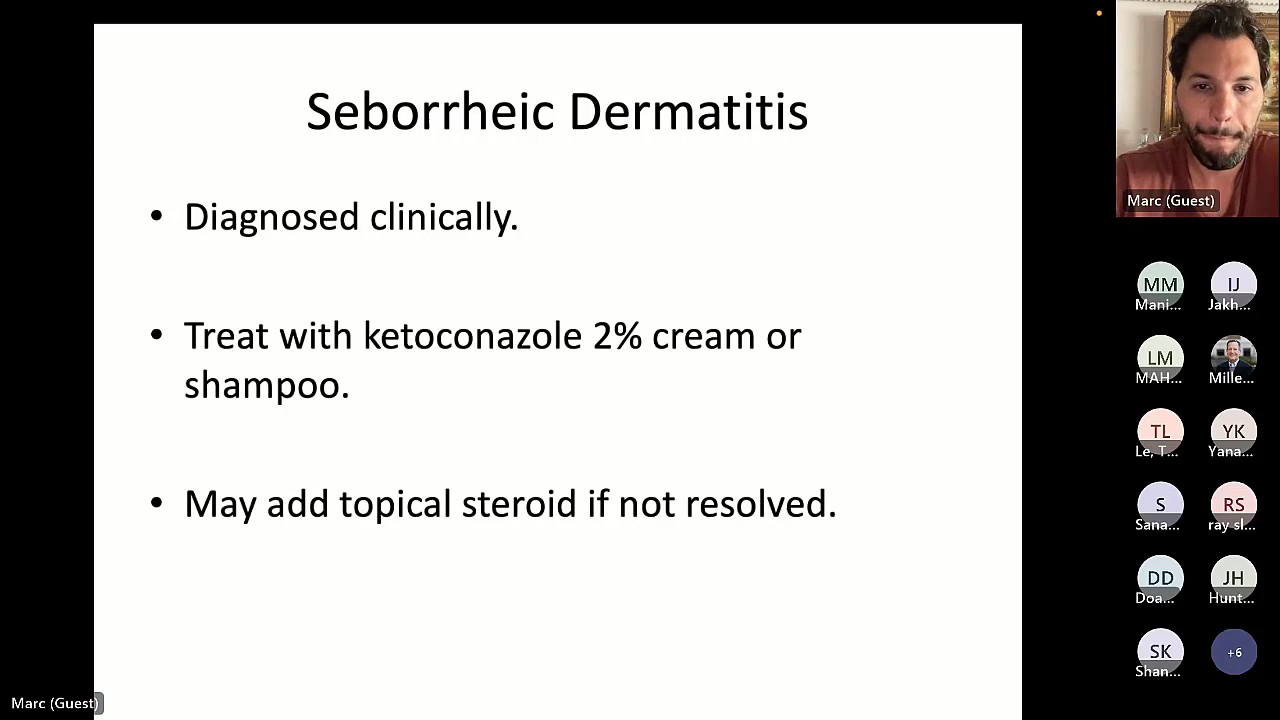 Seborrheic Dermatitis
• Diagnosed clinically.
• Treat with ketoconazole 2% cream or
shampoo.
• May add topical steroid if not resolved.
Marc (Guest)
MM
Mani...
IJ
Jakh...
LM
MAH...
Mille...
TL
Le, T...
YK
Yana...
S
Sana...
RS
ray sl...
DD
Doa...
JH
Hunt...
SK
Shan...
+6
Marc (Guest)